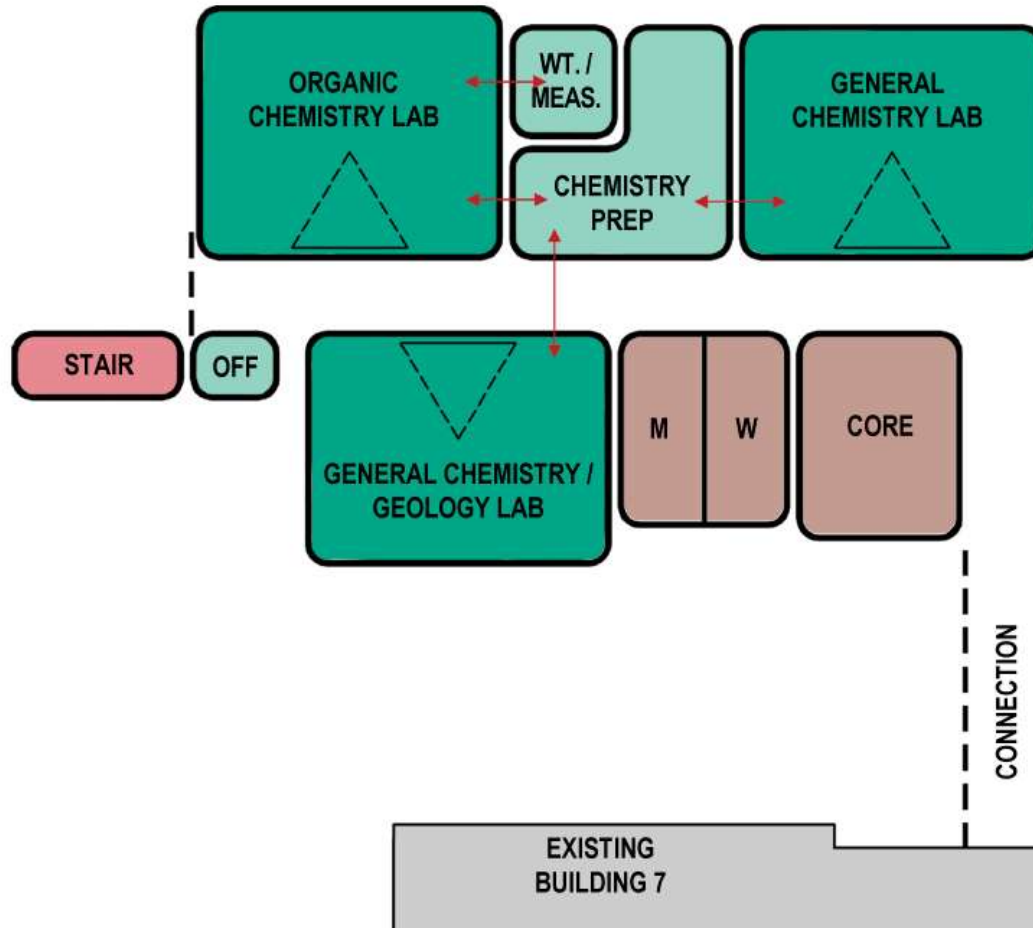 ORGANIC
CHEMISTRY LAB
WT. /
MEAS.
GENERAL
CHEMISTRY LAB
CHEMISTRY
PREP
STAIR
OFF
GENERAL CHEMISTRY /
GEOLOGY LAB
M
W
CORE
CONNECTION
EXISTING
BUILDING 7